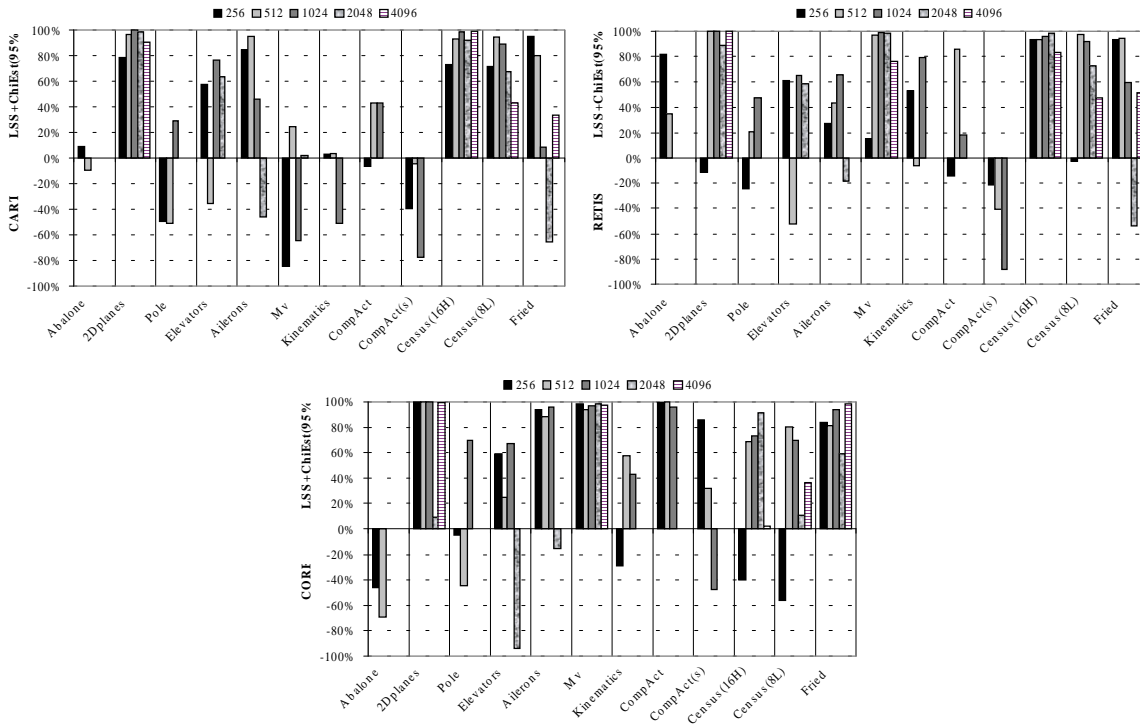 256 512 1024 2048 4096
LSS+ChiEst(95%
CART
100%
80%
60%
40%
20%
0%
-20%
-40%
-60%
-80%
-100%
Abalone
2Dplanes
Pole
Elevators
Ailerons
Mv
Kinematics
CompAct
CompAct(s)
Census(16H)
Census(8L)
Fried
256 512 1024 2048 4096
LSS+ChiEst(95%
RETIS
100%
80%
60%
40%
20%
0%
-20%
-40%
-60%
-80%
-100%
Abalone
2Dplanes
Pole
Elevators
Ailerons
Mv
Kinematics
CompAct
CompAct(s)
Census(16H)
Census(8L)
Fried
256 512 1024 2048 4096
LSS+ChiEst(95%
CORE
100%
80%
60%
40%
20%
0%
-20%
-40%
-60%
-80%
-100%
Abalone
2Dplanes
Pole
Elevators
Ailerons
Mv
Kinematics
CompAct
CompAct(s)
Census(16H)
Census(8L)
Fried